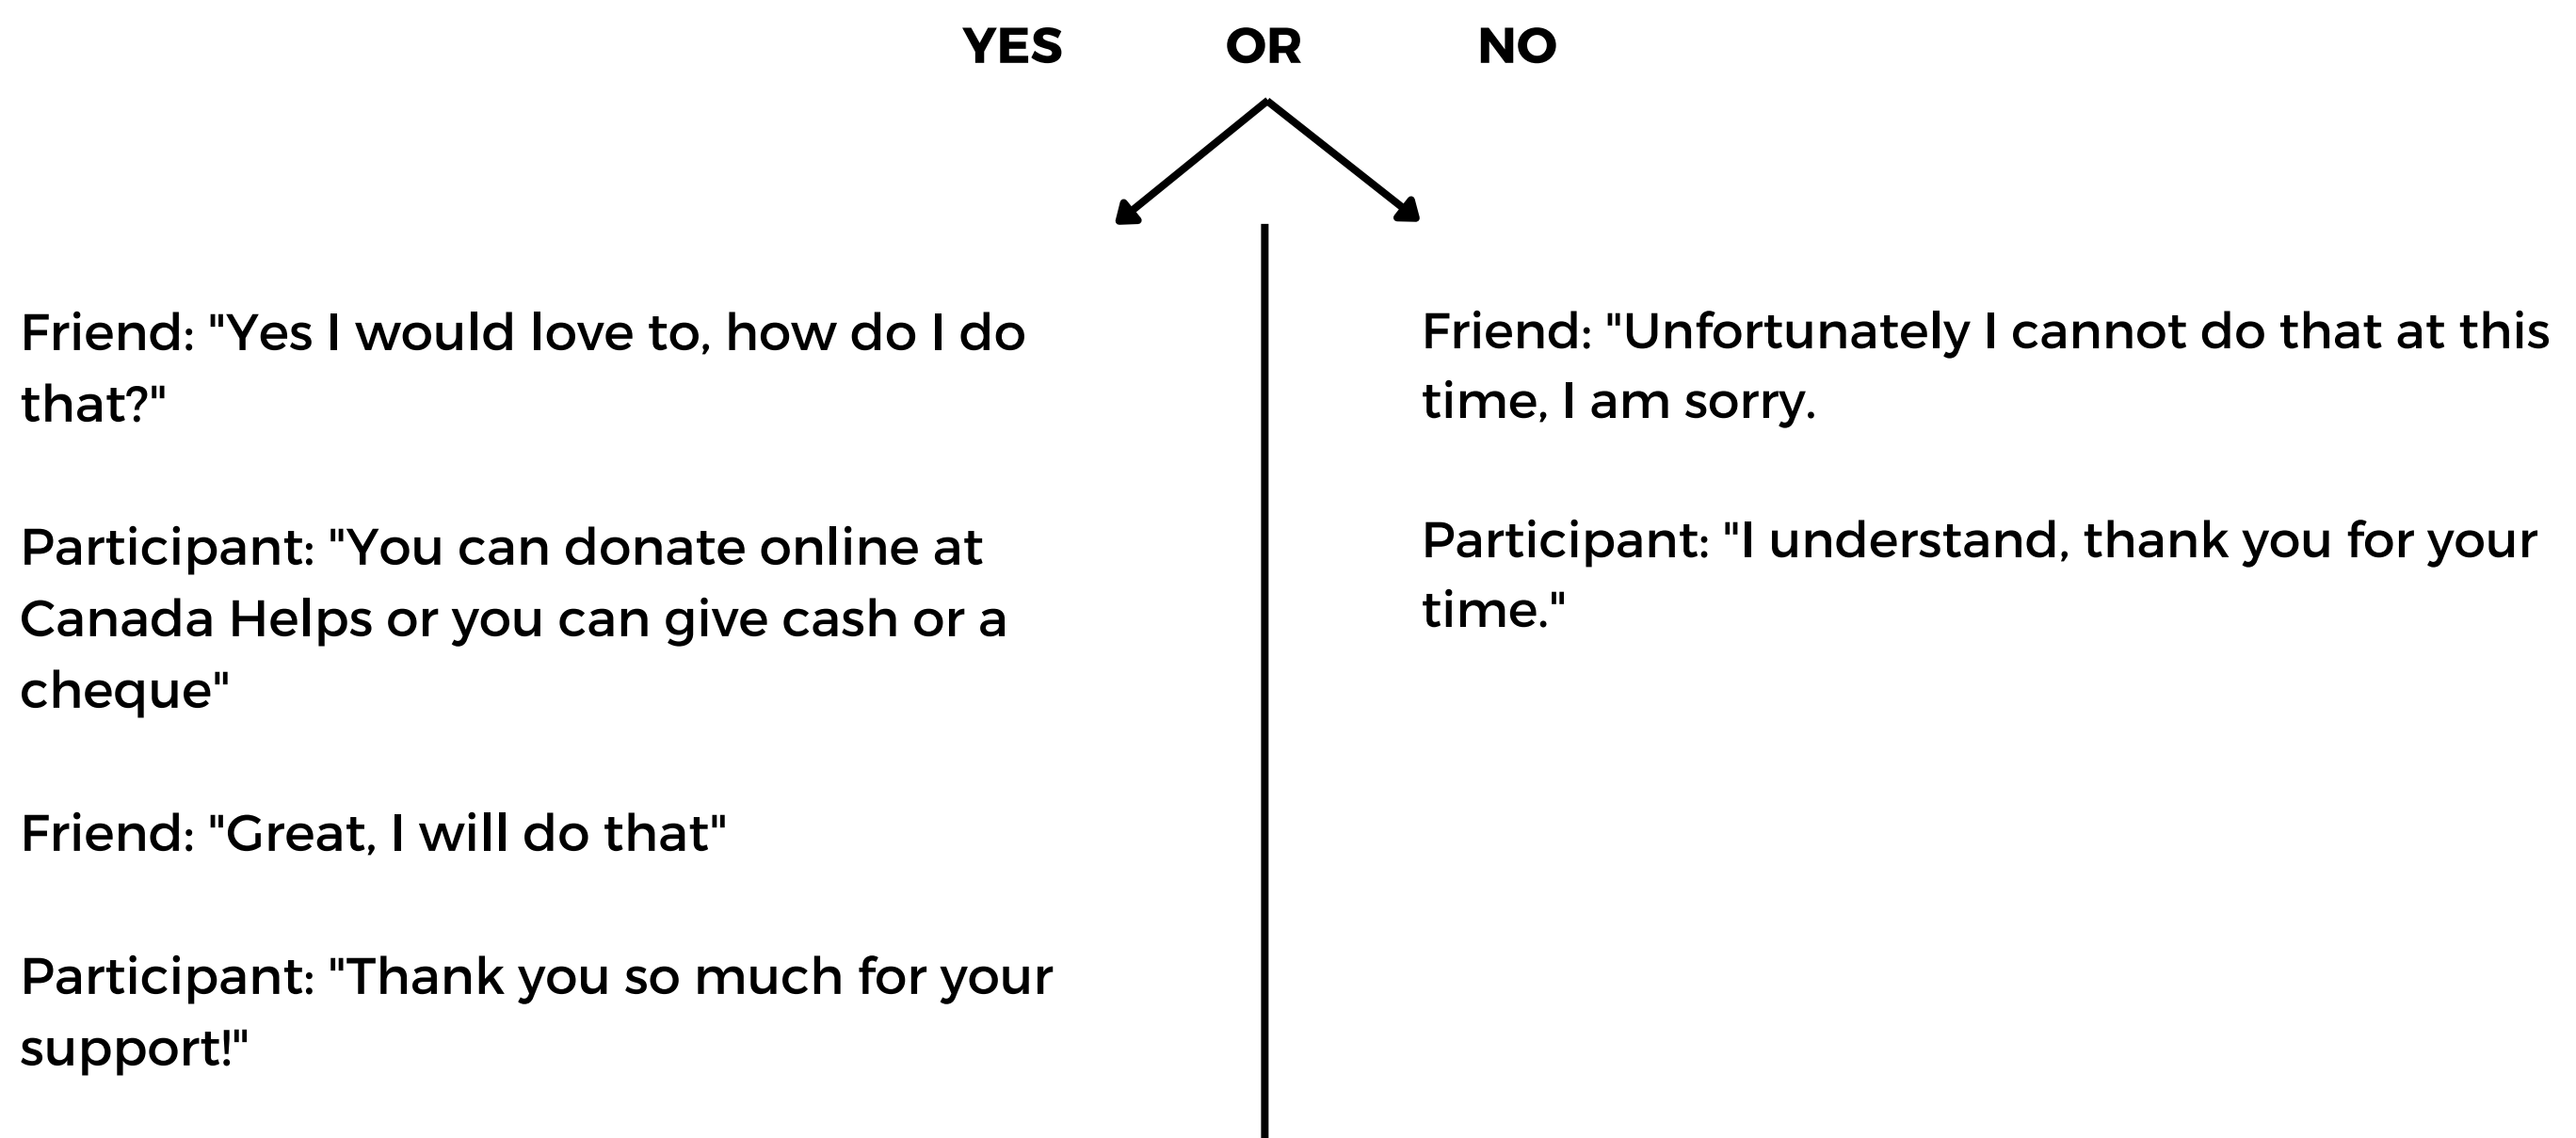 YES OR NO
Friend: "Yes I would love to, how do I do
that?"
Participant: "You can donate online at
Canada Helps or you can give cash or a
cheque"
Friend: "Great, I will do that"
Participant: "Thank you so much for your
support!"
Friend: "Unfortunately I cannot do that at this
time, I am sorry.
Participant: "I understand, thank you for your
time."